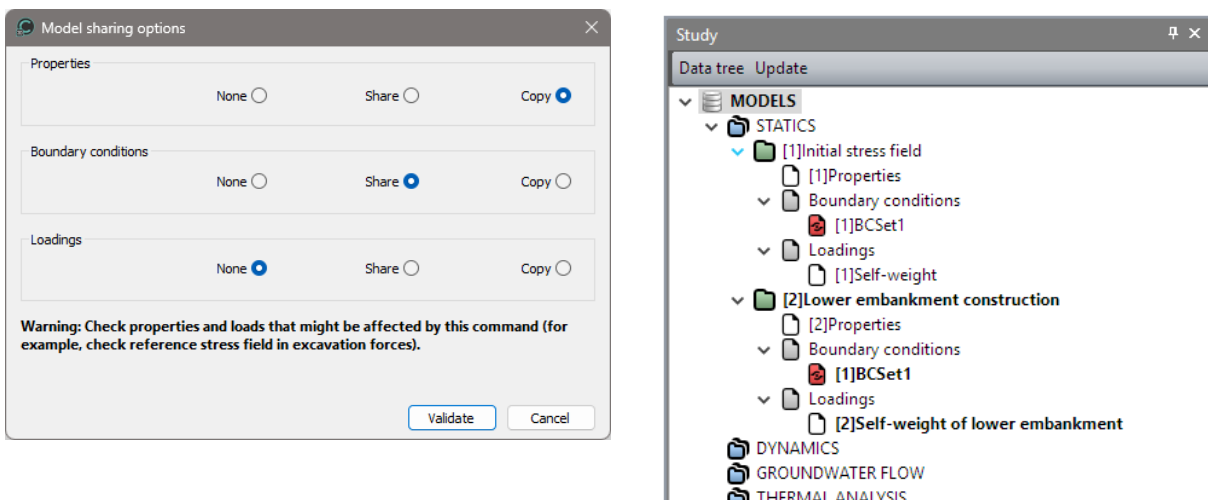 Model sharing options
Properties
None Share Copy
Boundary conditions
None Share Copy
Loadings
None Share Copy
Warning: Check properties and loads that might be affected by this command (for
example, check reference stress field in excavation forces).
Validate Cancel
Study
Data tree Update
MODELS
STATICS
[1]Initial stress field
[1]Properties
Boundary conditions
[1]BCSet1
Loadings
[1]Self-weight
[2]Lower embankment construction
[2]Properties
Boundary conditions
[1]BCSet1
Loadings
[2]Self-weight of lower embankment
DYNAMICS
GROUNDWATER FLOW
THERMAL ANALYSIS